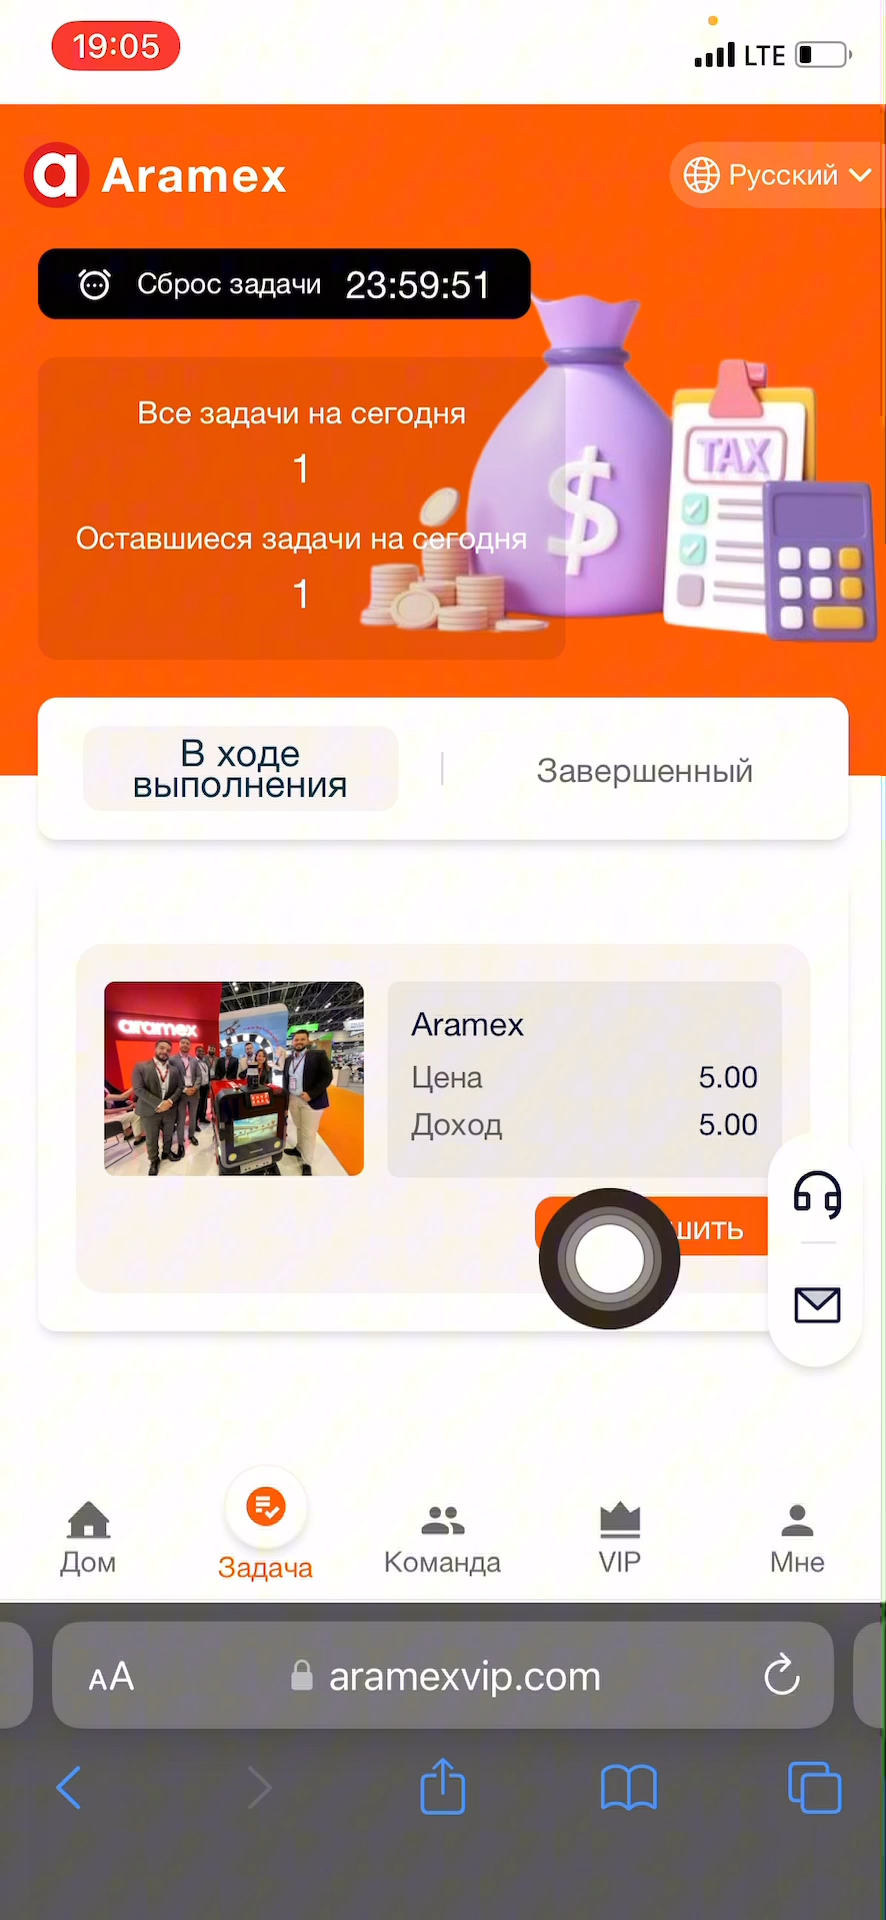 19:05
LTE
Aramex
Русский
Сброс задачи 23:59:51
Все задачи на сегодня
1
Оставшиеся задачи на сегодня
1
$
TAX
В ходе
выполнения
Завершенный
aramex
Aramex
Цена 5.00
Доход 5.00
Дом
Задача
Команда
VIP
Мне
AA
aramexvip.com